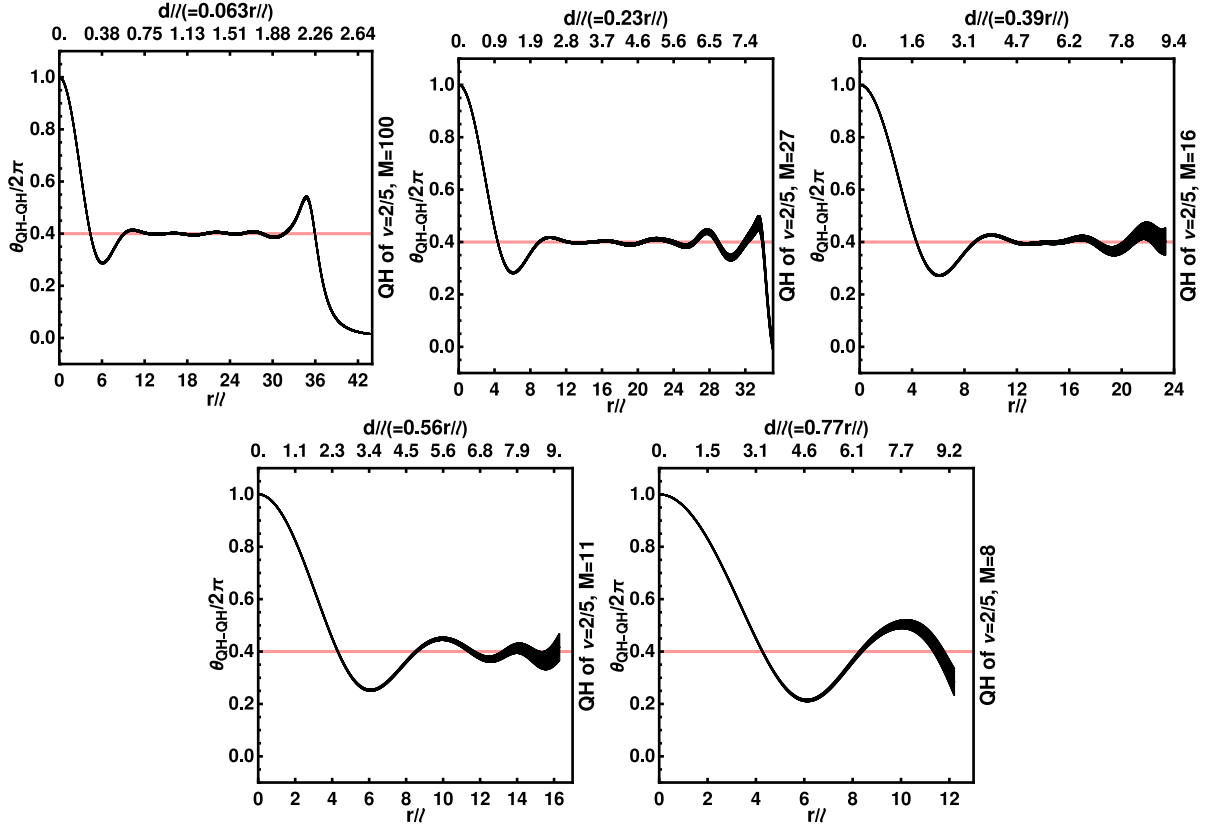 d//(=0.063r//)
0. 0.38 0.75 1.13 1.51 1.88 2.26 2.64
θQH-QH/2π
1.0
0.8
0.6
0.4
0.2
0.0
0 6 12 18 24 30 36 42
r//
QH of ν=2/5, M=100
d//(=0.23r//)
0. 0.9 1.9 2.8 3.7 4.6 5.6 6.5 7.4
θQH-QH/2π
1.0
0.8
0.6
0.4
0.2
0.0
0 4 8 12 16 20 24 28 32
r//
QH of ν=2/5, M=27
d//(=0.39r//)
0. 1.6 3.1 4.7 6.2 7.8 9.4
θQH-QH/2π
1.0
0.8
0.6
0.4
0.2
0.0
0 4 8 12 16 20 24
r//
QH of ν=2/5, M=16
d//(=0.56r//)
0. 1.1 2.3 3.4 4.5 5.6 6.8 7.9 9.
θQH-QH/2π
1.0
0.8
0.6
0.4
0.2
0.0
0 2 4 6 8 10 12 14 16
r//
QH of ν=2/5, M=11
d//(=0.77r//)
0. 1.5 3.1 4.6 6.1 7.7 9.2
θQH-QH/2π
1.0
0.8
0.6
0.4
0.2
0.0
0 2 4 6 8 10 12
r//
QH of ν=2/5, M=8